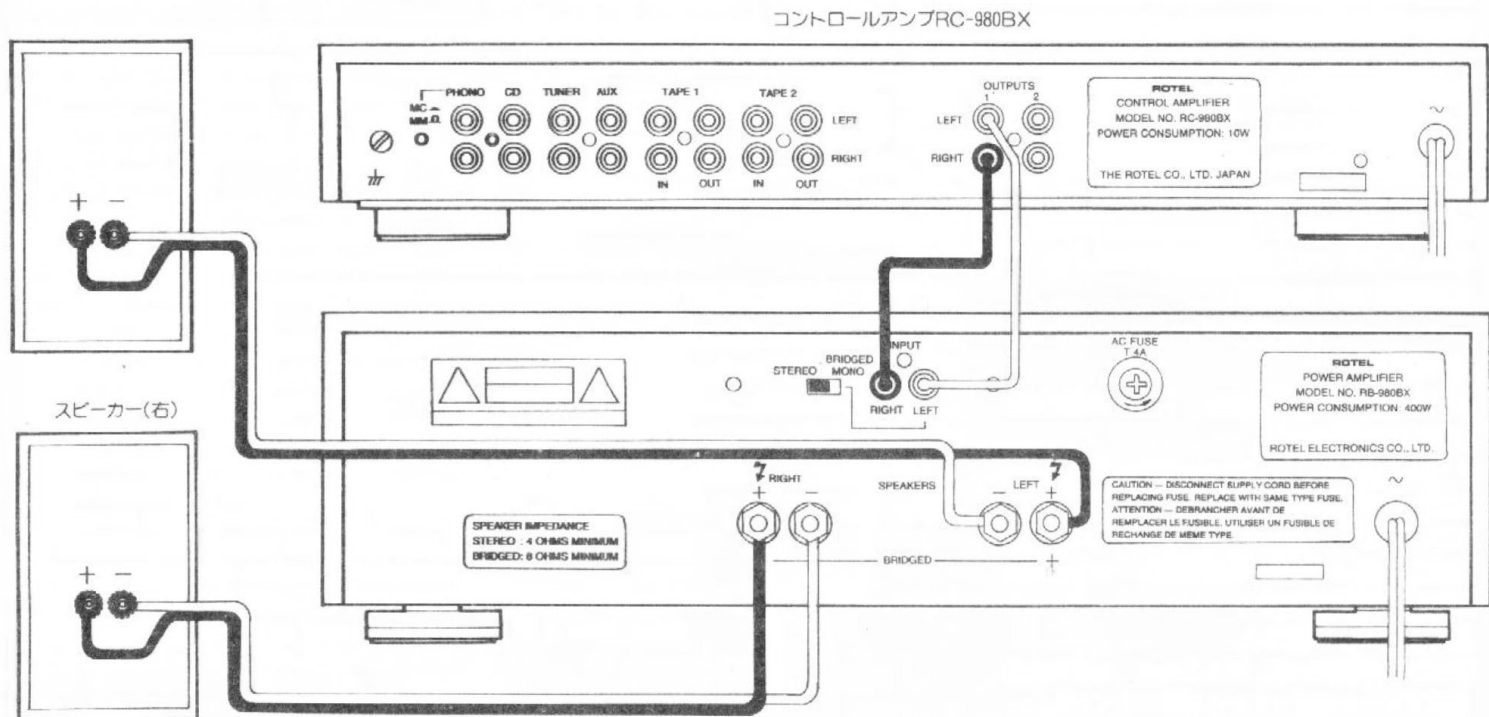 コントロールアンプRC-980BX
PHONO CD TUNER AUX TAPE 1 TAPE 2
MC
MM
LEFT
RIGHT
IN OUT IN OUT
OUTPUTS
1 2
LEFT
RIGHT
ROTEL
CONTROL AMPLIFIER
MODEL NO. RC-980BX
POWER CONSUMPTION: 10W
THE ROTEL CO., LTD. JAPAN
~
+ −
スピーカー(右)
+ −
INPUT
STEREO
BRIDGED
MONO
RIGHT LEFT
AC FUSE
T 4A
ROTEL
POWER AMPLIFIER
MODEL NO. RB-980BX
POWER CONSUMPTION: 400W
ROTEL ELECTRONICS CO., LTD.
RIGHT
+ −
SPEAKERS
LEFT
− +
− BRIDGED +
SPEAKER IMPEDANCE
STEREO : 4 OHMS MINIMUM
BRIDGED: 8 OHMS MINIMUM
CAUTION — DISCONNECT SUPPLY CORD BEFORE
REPLACING FUSE. REPLACE WITH SAME TYPE FUSE.
ATTENTION — DEBRANCHER AVANT DE
REMPLACER LE FUSIBLE. UTILISER UN FUSIBLE DE
RECHANGE DE MEME TYPE.
~